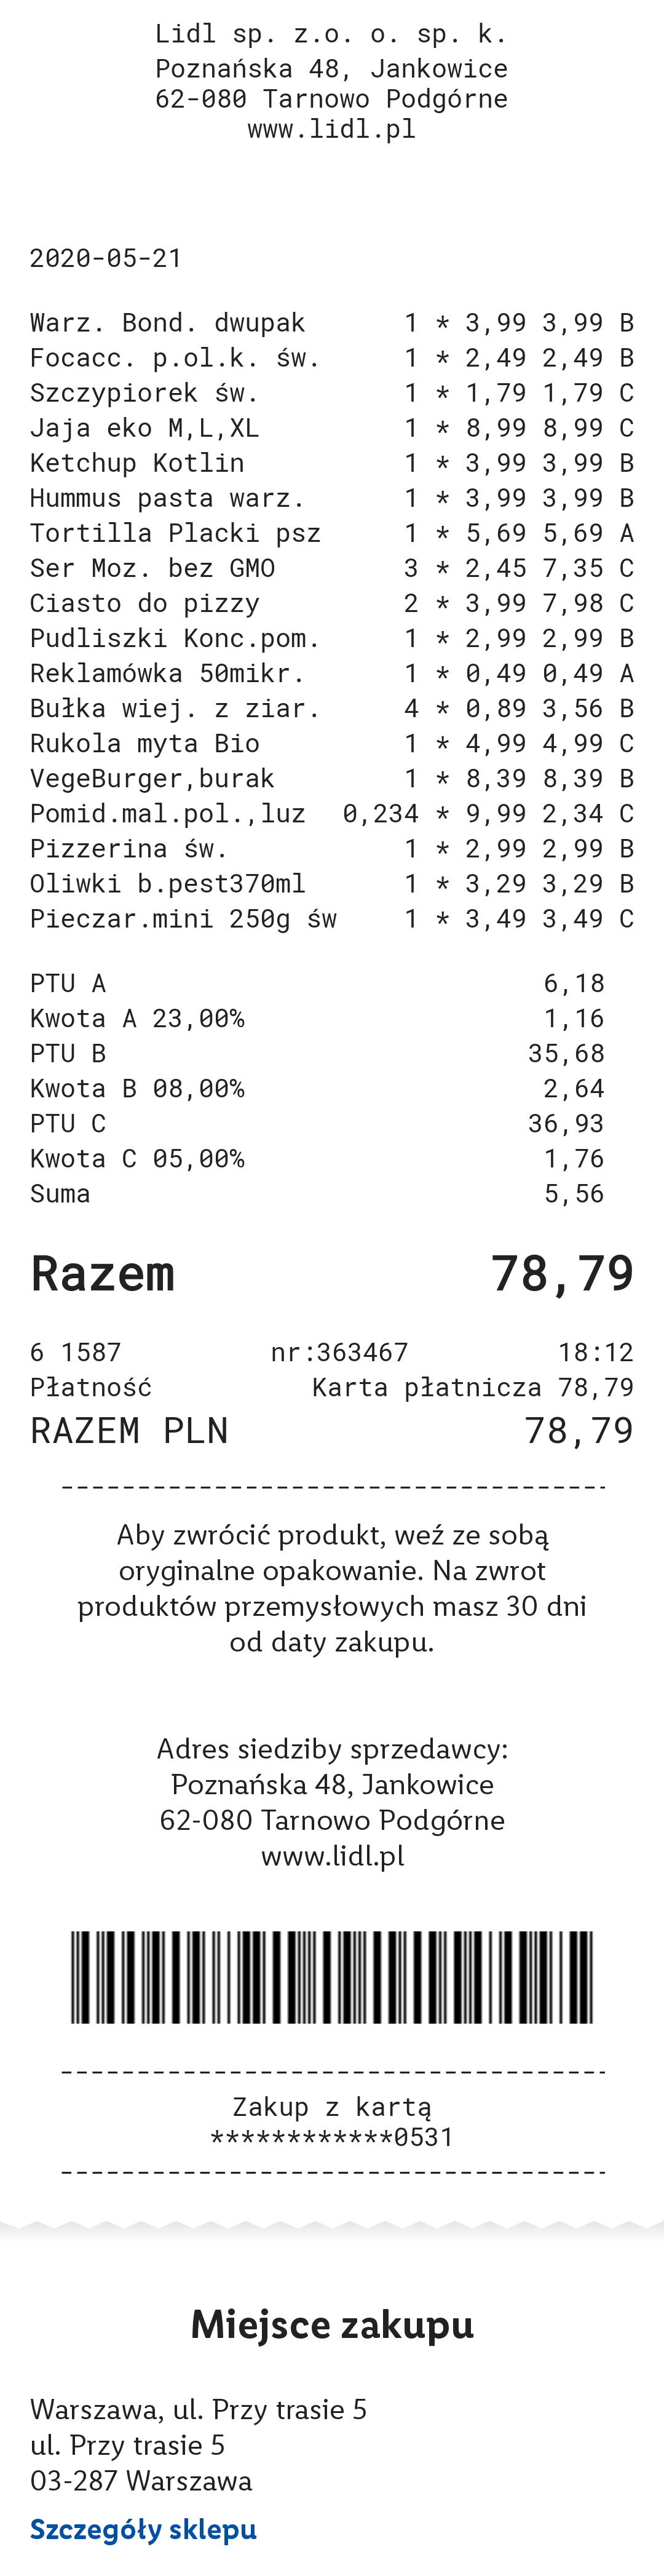 Lidl sp. z.o. o. sp. k.
Poznańska 48, Jankowice
62-080 Tarnowo Podgórne
www.lidl.pl
2020-05-21
Warz. Bond. dwupak 1 * 3,99 3,99 B
Focacc. p.ol.k. św. 1 * 2,49 2,49 B
Szczypiorek św. 1 * 1,79 1,79 C
Jaja eko M,L,XL 1 * 8,99 8,99 C
Ketchup Kotlin 1 * 3,99 3,99 B
Hummus pasta warz. 1 * 3,99 3,99 B
Tortilla Placki psz 1 * 5,69 5,69 A
Ser Moz. bez GMO 3 * 2,45 7,35 C
Ciasto do pizzy 2 * 3,99 7,98 C
Pudliszki Konc.pom. 1 * 2,99 2,99 B
Reklamówka 50mikr. 1 * 0,49 0,49 A
Bułka wiej. z ziar. 4 * 0,89 3,56 B
Rukola myta Bio 1 * 4,99 4,99 C
VegeBurger,burak 1 * 8,39 8,39 B
Pomid.mal.pol.,luz 0,234 * 9,99 2,34 C
Pizzerina św. 1 * 2,99 2,99 B
Oliwki b.pest370ml 1 * 3,29 3,29 B
Pieczar.mini 250g św 1 * 3,49 3,49 C
PTU A 6,18
Kwota A 23,00% 1,16
PTU B 35,68
Kwota B 08,00% 2,64
PTU C 36,93
Kwota C 05,00% 1,76
Suma 5,56
Razem 78,79
6 1587 nr:363467 18:12
Płatność Karta płatnicza 78,79
RAZEM PLN 78,79
------------------------------------
Aby zwrócić produkt, weź ze sobą
oryginalne opakowanie. Na zwrot
produktów przemysłowych masz 30 dni
od daty zakupu.
Adres siedziby sprzedawcy:
Poznańska 48, Jankowice
62-080 Tarnowo Podgórne
www.lidl.pl
------------------------------------
Zakup z kartą
************0531
------------------------------------
Miejsce zakupu
Warszawa, ul. Przy trasie 5
ul. Przy trasie 5
03-287 Warszawa
Szczegóły sklepu